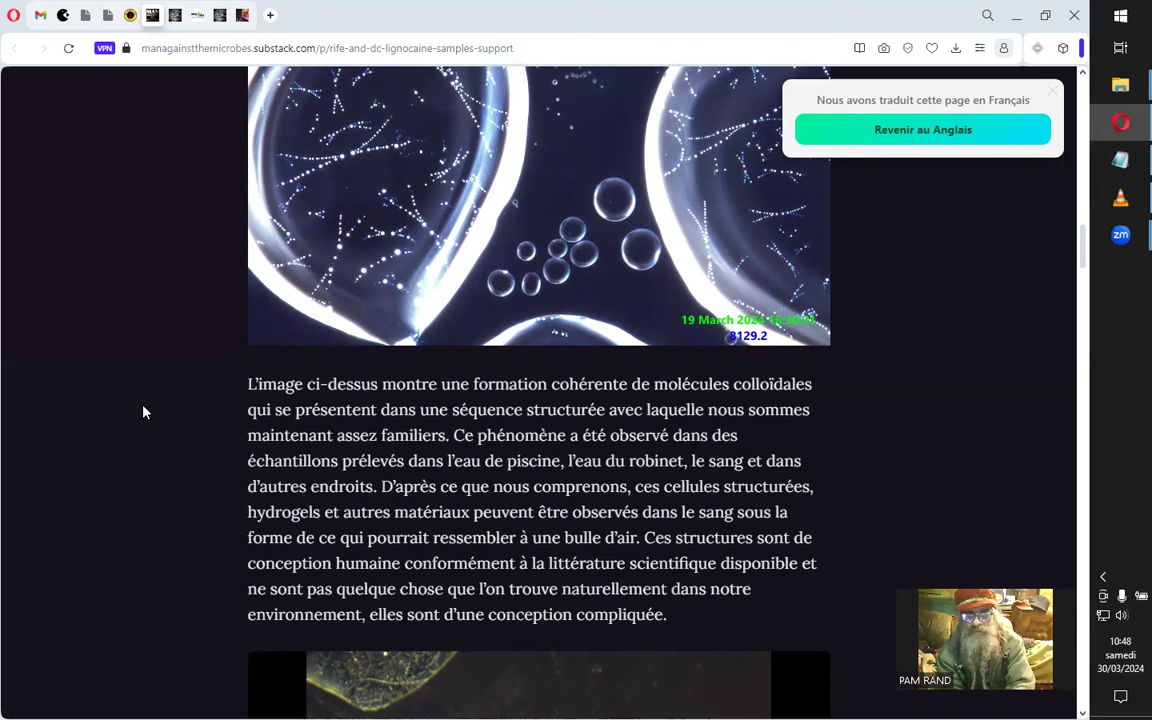 VPN
managainstthemicrobes.substack.com/p/rife-and-dc-lignocaine-samples-support
Nous avons traduit cette page en Français
Revenir au Anglais
19 March 2024
8129.2
L’image ci-dessus montre une formation cohérente de molécules colloïdales
qui se présentent dans une séquence structurée avec laquelle nous sommes
maintenant assez familiers. Ce phénomène a été observé dans des
échantillons prélevés dans l’eau de piscine, l’eau du robinet, le sang et dans
d’autres endroits. D’après ce que nous comprenons, ces cellules structurées,
hydrogels et autres matériaux peuvent être observés dans le sang sous la
forme de ce qui pourrait ressembler à une bulle d’air. Ces structures sont de
conception humaine conformément à la littérature scientifique disponible et
ne sont pas quelque chose que l’on trouve naturellement dans notre
environnement, elles sont d’une conception compliquée.
zm
PAM RAND
10:48
samedi
30/03/2024